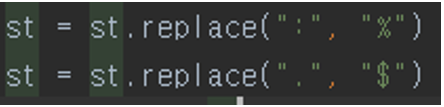 st = st.replace(":", "%")
st = st.replace(".", "$")